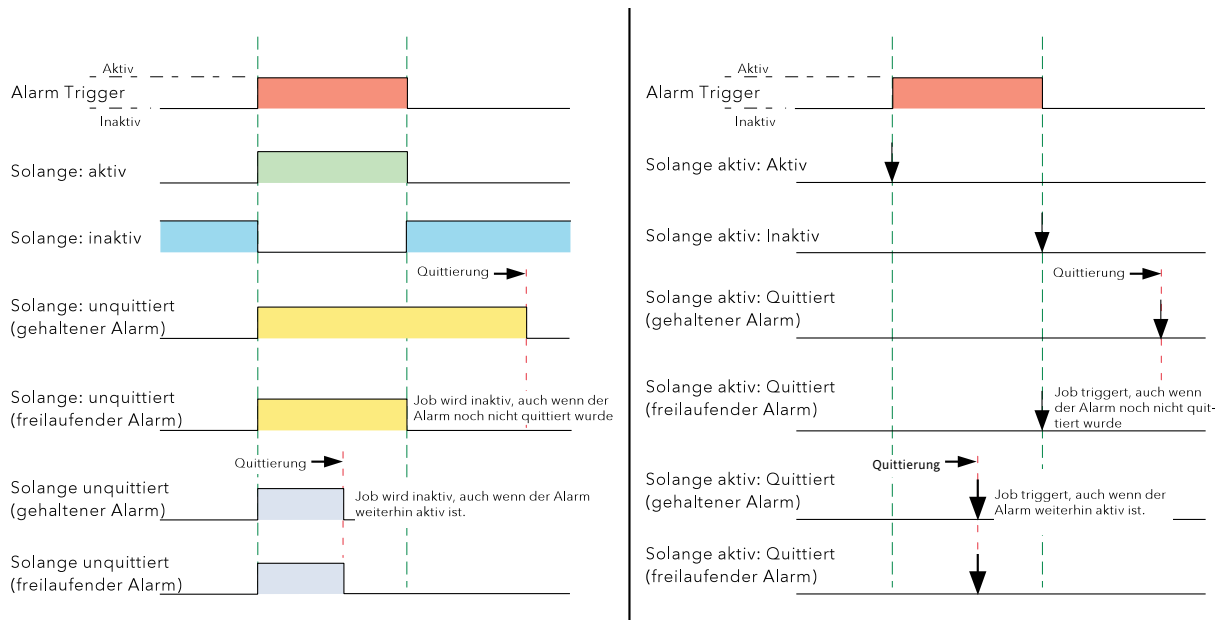 Aktiv
Alarm Trigger
Inaktiv
Solange: aktiv
Solange: inaktiv
Quittierung
Solange: unquittiert
(gehaltener Alarm)
Solange: unquittiert
(freilaufender Alarm)
Job wird inaktiv, auch wenn der
Alarm noch nicht quittiert wurde
Quittierung
Solange unquittiert
(gehaltener Alarm)
Job wird inaktiv, auch wenn der Alarm
weiterhin aktiv ist.
Solange unquittiert
(freilaufender Alarm)
Aktiv
Alarm Trigger
Inaktiv
Solange aktiv: Aktiv
Solange aktiv: Inaktiv
Quittierung
Solange aktiv: Quittiert
(gehaltener Alarm)
Solange aktiv: Quittiert
(freilaufender Alarm)
Job triggert, auch wenn
der Alarm noch nicht quit-
tiert wurde
Quittierung
Solange aktiv: Quittiert
(gehaltener Alarm)
Job triggert, auch wenn der
Alarm weiterhin aktiv ist.
Solange aktiv: Quittiert
(freilaufender Alarm)